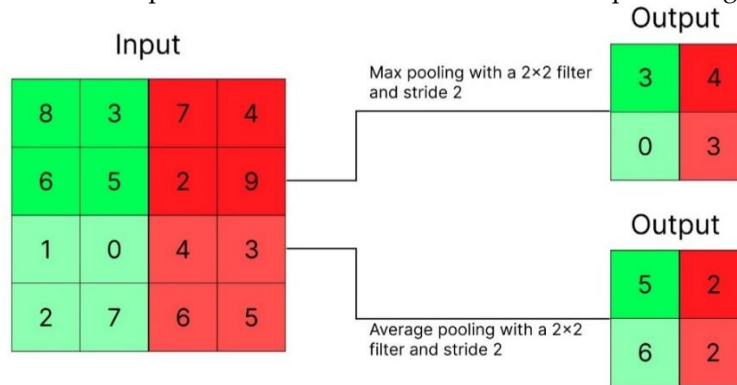 Output
Input
Max pooling with a 2×2 filter
and stride 2
3 4
0 3
8 3 7 4
6 5 2 9
1 0 4 3
2 7 6 5
Output
5 2
6 2
Average pooling with a 2×2
filter and stride 2